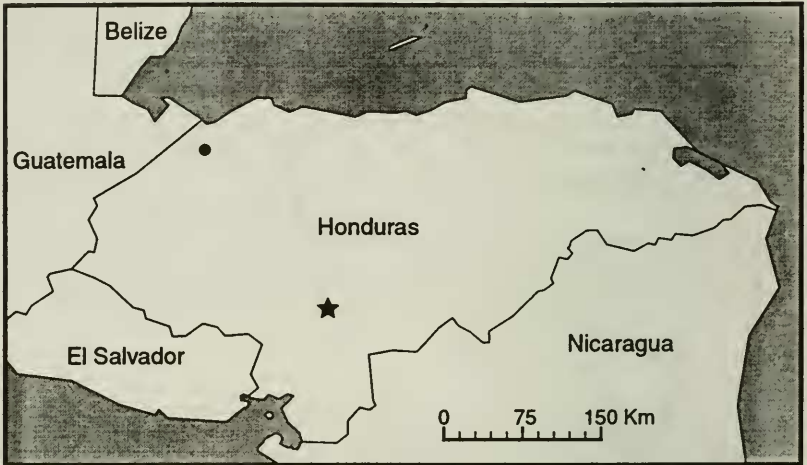 Belize
Guatemala
Honduras
El Salvador
Nicaragua
0 75 150 Km